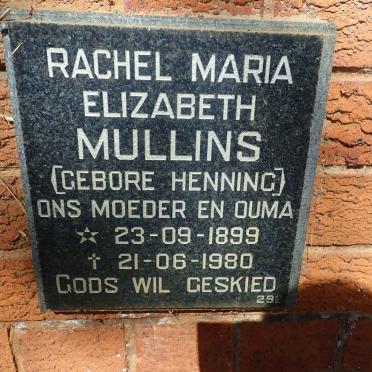 RACHEL MARIA
ELIZABETH
MULLINS
(GEBORE HENNING)
ONS MOEDER EN OUMA
☆ 23-09-1899
† 21-06-1980
GODS WIL GESKIED